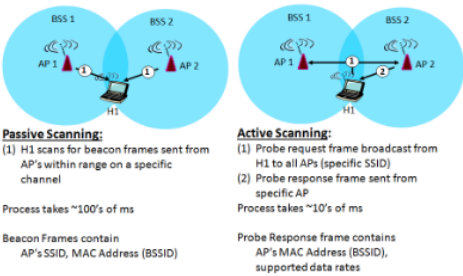 BSS 1
BSS 2
AP 1
1
1
AP 2
H1
Passive Scanning:
(1) H1 scans for beacon frames sent from
AP's within range on a specific
channel
Process takes ~100's of ms
Beacon Frames contain
AP's SSID, MAC Address (BSSID)
BSS 1
BSS 2
AP 1
1
2
AP 2
H1
Active Scanning:
(1) Probe request frame broadcast from
H1 to all APs (specific SSID)
(2) Probe response frame sent from
specific AP
Process takes ~10's of ms
Probe Response frame contains
AP's MAC Address (BSSID),
supported data rates